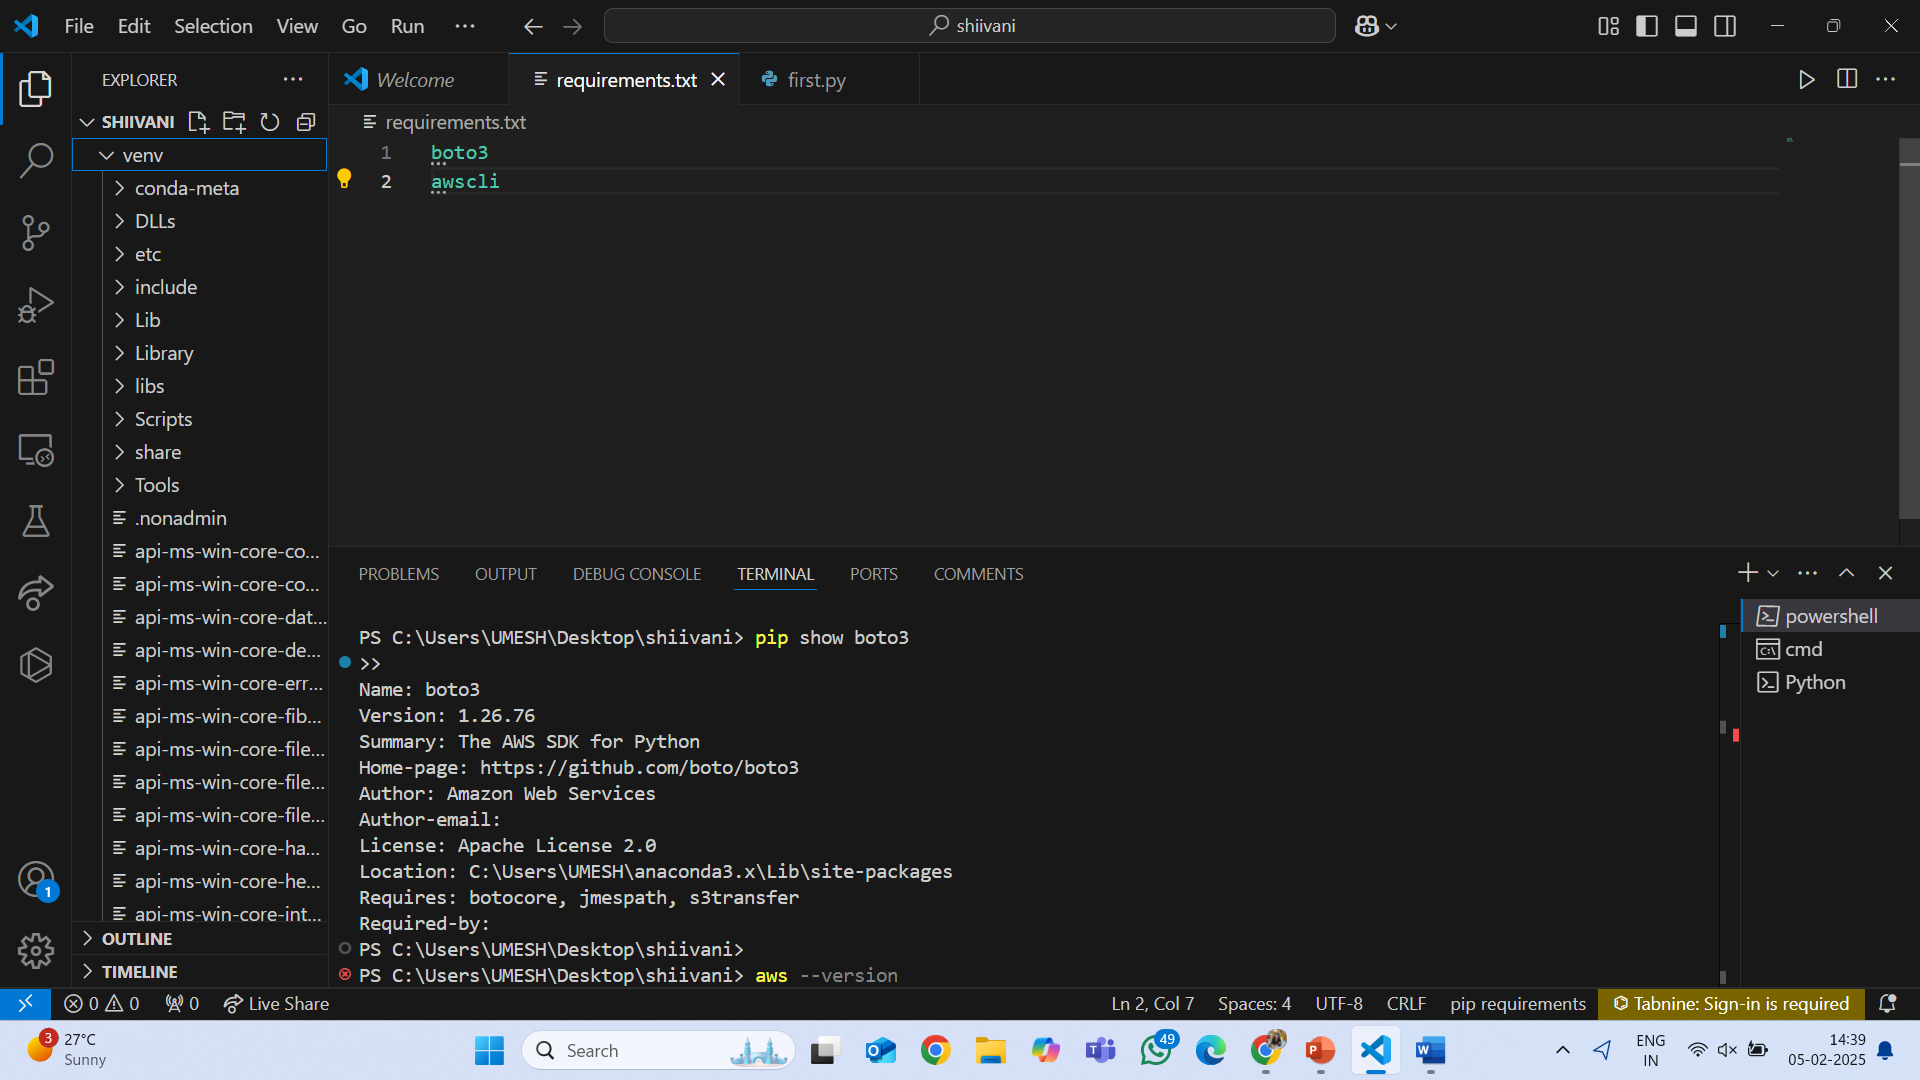 File Edit Selection View Go Run ··· shiivani
EXPLORER
SHIIVANI
venv
conda-meta
DLLs
etc
include
Lib
Library
libs
Scripts
share
Tools
.nonadmin
api-ms-win-core-co...
api-ms-win-core-co...
api-ms-win-core-dat...
api-ms-win-core-de...
api-ms-win-core-err...
api-ms-win-core-fib...
api-ms-win-core-file...
api-ms-win-core-file...
api-ms-win-core-file...
api-ms-win-core-ha...
api-ms-win-core-he...
api-ms-win-core-int...
OUTLINE
TIMELINE
1
Welcome requirements.txt first.py
requirements.txt
1 boto3
2 awscli
PROBLEMS OUTPUT DEBUG CONSOLE TERMINAL PORTS COMMENTS
PS C:\Users\UMESH\Desktop\shiivani> pip show boto3
>>
Name: boto3
Version: 1.26.76
Summary: The AWS SDK for Python
Home-page: https://github.com/boto/boto3
Author: Amazon Web Services
Author-email:
License: Apache License 2.0
Location: C:\Users\UMESH\anaconda3.x\Lib\site-packages
Requires: botocore, jmespath, s3transfer
Required-by:
PS C:\Users\UMESH\Desktop\shiivani>
PS C:\Users\UMESH\Desktop\shiivani> aws --version
powershell
cmd
Python
0 0 0 Live Share Ln 2, Col 7 Spaces: 4 UTF-8 CRLF pip requirements Tabnine: Sign-in is required
3
27°C
Sunny
Search
49
ENG
IN
14:39
05-02-2025